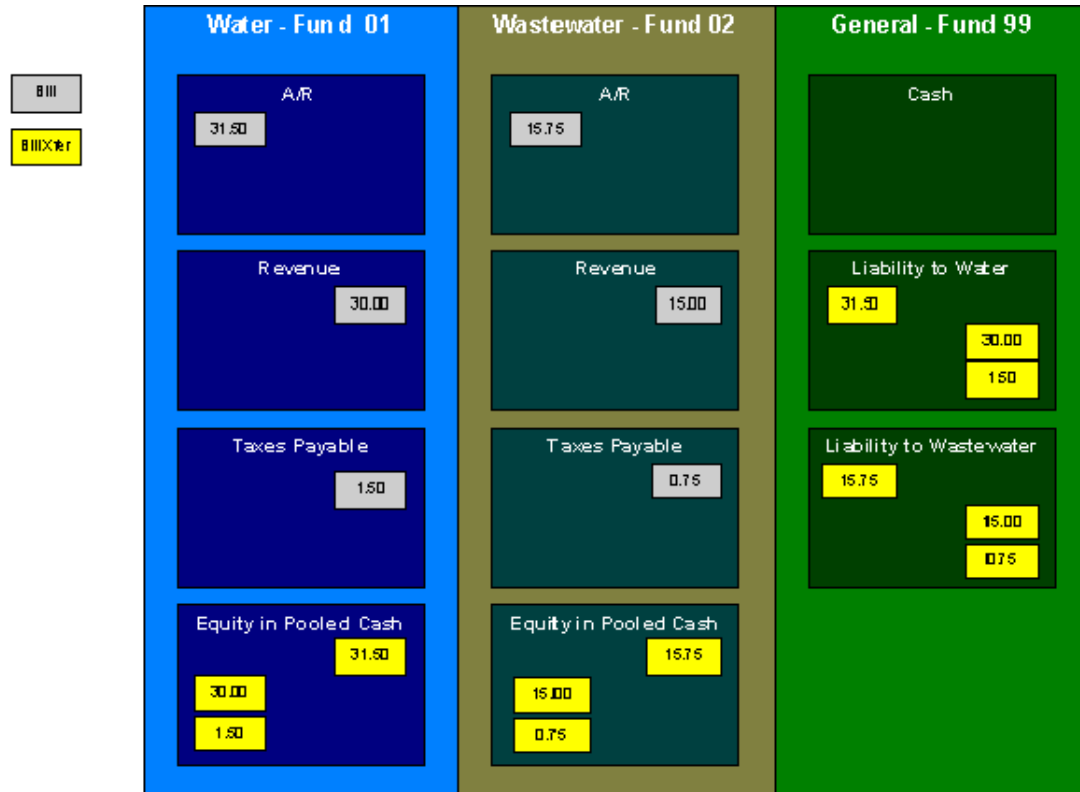 Water - Fund 01
Wastewater - Fund 02
General - Fund 99
Bill
BillXfer
A/R
31.50
A/R
15.75
Cash
Revenue
30.00
Revenue
15.00
Liability to Water
31.50
30.00
1.50
Taxes Payable
1.50
Taxes Payable
0.75
Liability to Wastewater
15.75
15.00
0.75
Equity in Pooled Cash
31.50
30.00
1.50
Equity in Pooled Cash
15.75
15.00
0.75